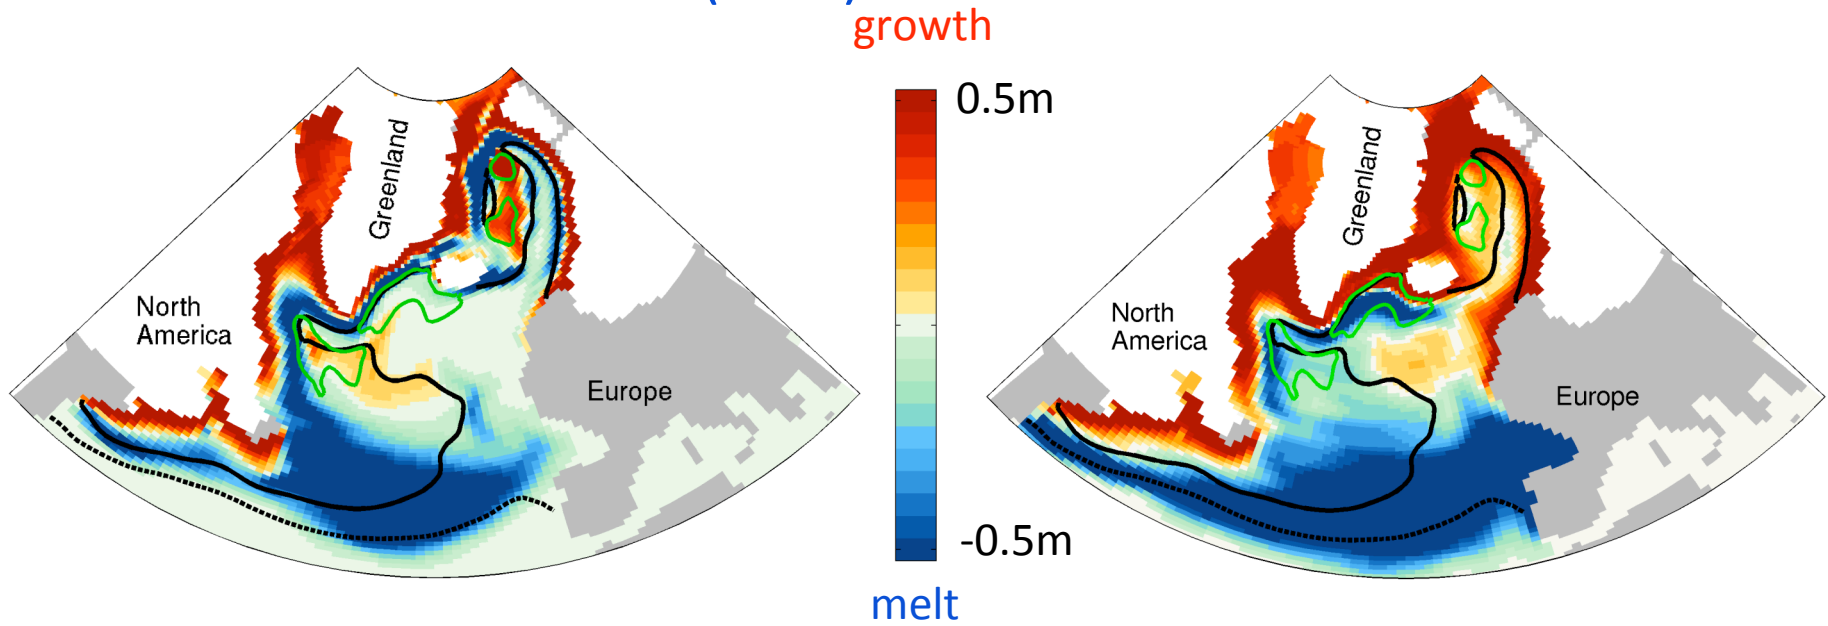 growth
0.5m
-0.5m
melt
Greenland
North
America
Europe
Greenland
North
America
Europe